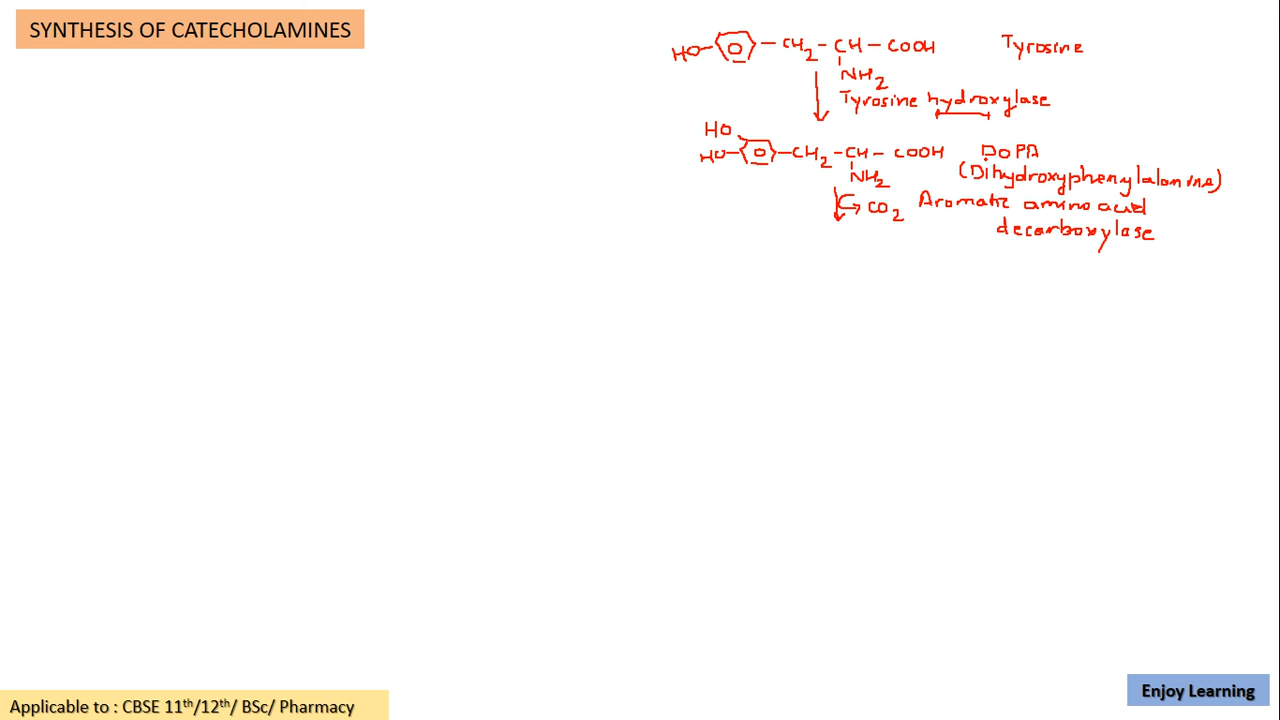 SYNTHESIS OF CATECHOLAMINES
HO- -CH2-CH-COOH Tyrosine
NH2
Tyrosine hydroxylase
HO
HO- -CH2-CH-COOH DOPA
NH2 (Dihydroxyphenylalanine)
CO2 Aromatic amino acid
decarboxylase
Applicable to : CBSE 11th/12th/ BSc/ Pharmacy
Enjoy Learning